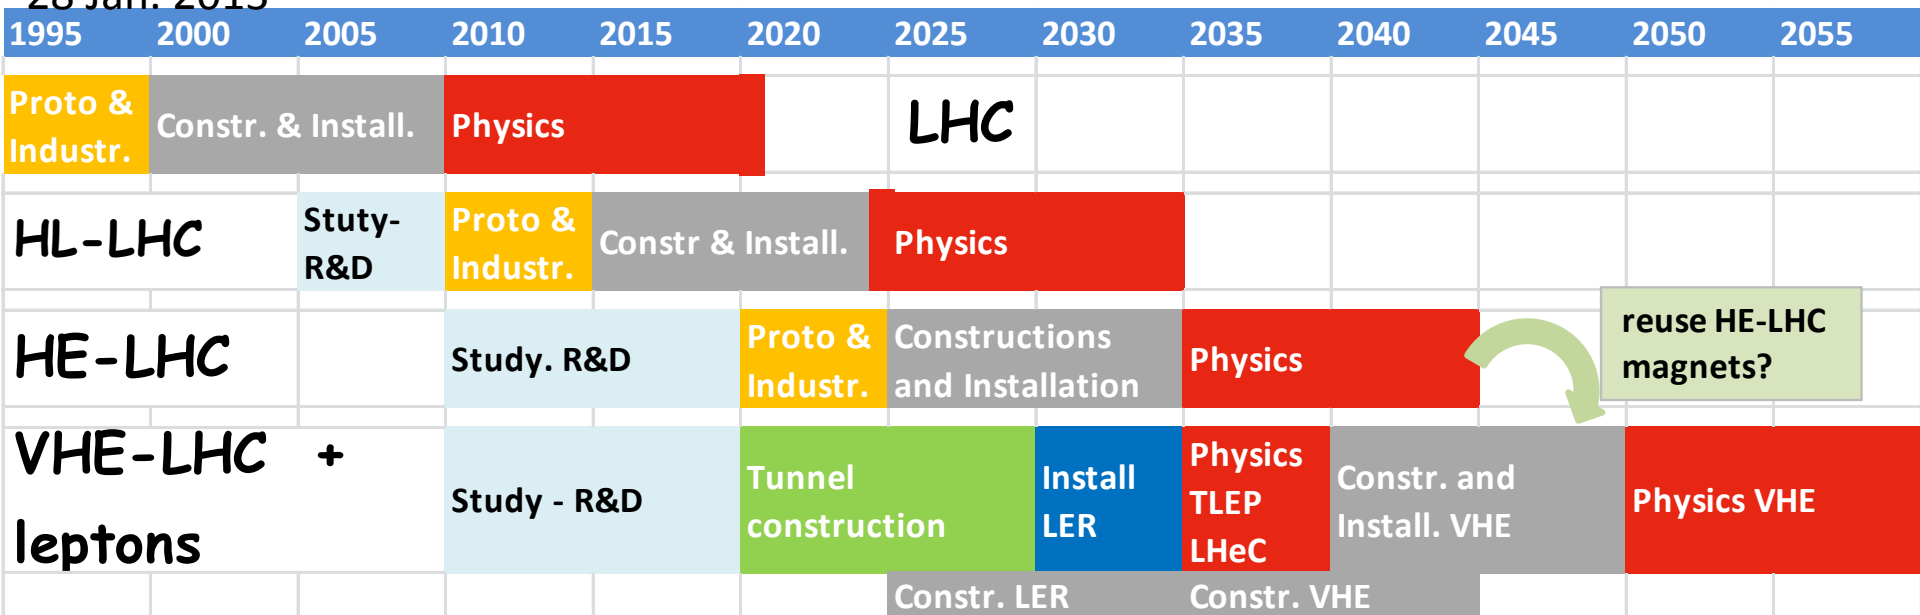 28 Jan. 2013
1995 2000 2005 2010 2015 2020 2025 2030 2035 2040 2045 2050 2055
Proto &
Industr.
Constr. & Install.
Physics
LHC
HL-LHC
Stuty-
R&D
Proto &
Industr.
Constr & Install.
Physics
HE-LHC
Study. R&D
Proto &
Industr.
Constructions
and Installation
Physics
reuse HE-LHC
magnets?
VHE-LHC +
leptons
Study - R&D
Tunnel
construction
Install
LER
Physics
TLEP
LHeC
Constr. and
Install. VHE
Physics VHE
Constr. LER
Constr. VHE